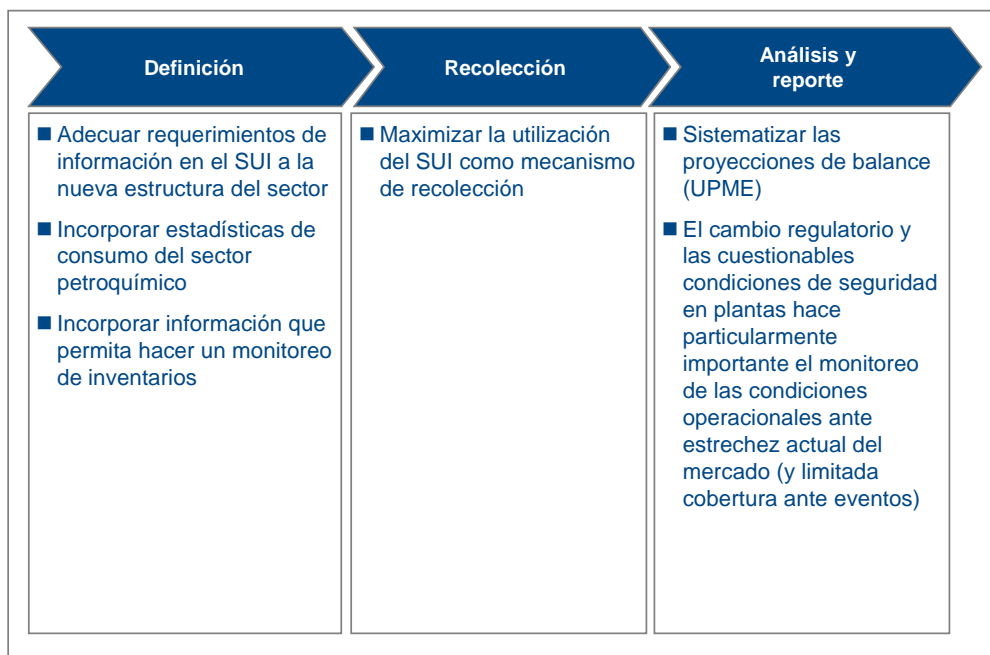 Definición
Recolección
Análisis y
reporte
■ Adecuar requerimientos de
información en el SUI a la
nueva estructura del sector
■ Incorporar estadísticas de
consumo del sector
petroquímico
■ Incorporar información que
permita hacer un monitoreo
de inventarios
■ Maximizar la utilización
del SUI como mecanismo
de recolección
■ Sistematizar las
proyecciones de balance
(UPME)
■ El cambio regulatorio y
las cuestionables
condiciones de seguridad
en plantas hace
particularmente
importante el monitoreo
de las condiciones
operacionales ante
estrechez actual del
mercado (y limitada
cobertura ante eventos)